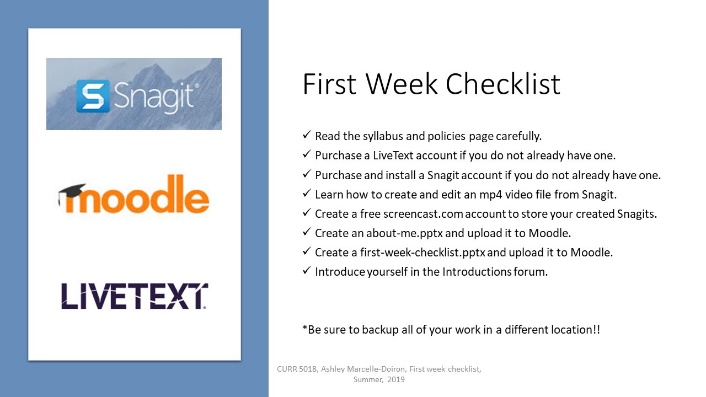 Snagit®
moodle
LIVETEXT
First Week Checklist
✓ Read the syllabus and policies page carefully.
✓ Purchase a LiveText account if you do not already have one.
✓ Purchase and install a Snagit account if you do not already have one.
✓ Learn how to create and edit an mp4 video file from Snagit.
✓ Create a free screencast.com account to store your created Snagits.
✓ Create an about-me.pptx and upload it to Moodle.
✓ Create a first-week-checklist.pptx and upload it to Moodle.
✓ Introduce yourself in the Introductions forum.
*Be sure to backup all of your work in a different location!!
CURR 5018, Ashley Marcelle-Doiron, First week checklist,
Summer, 2019